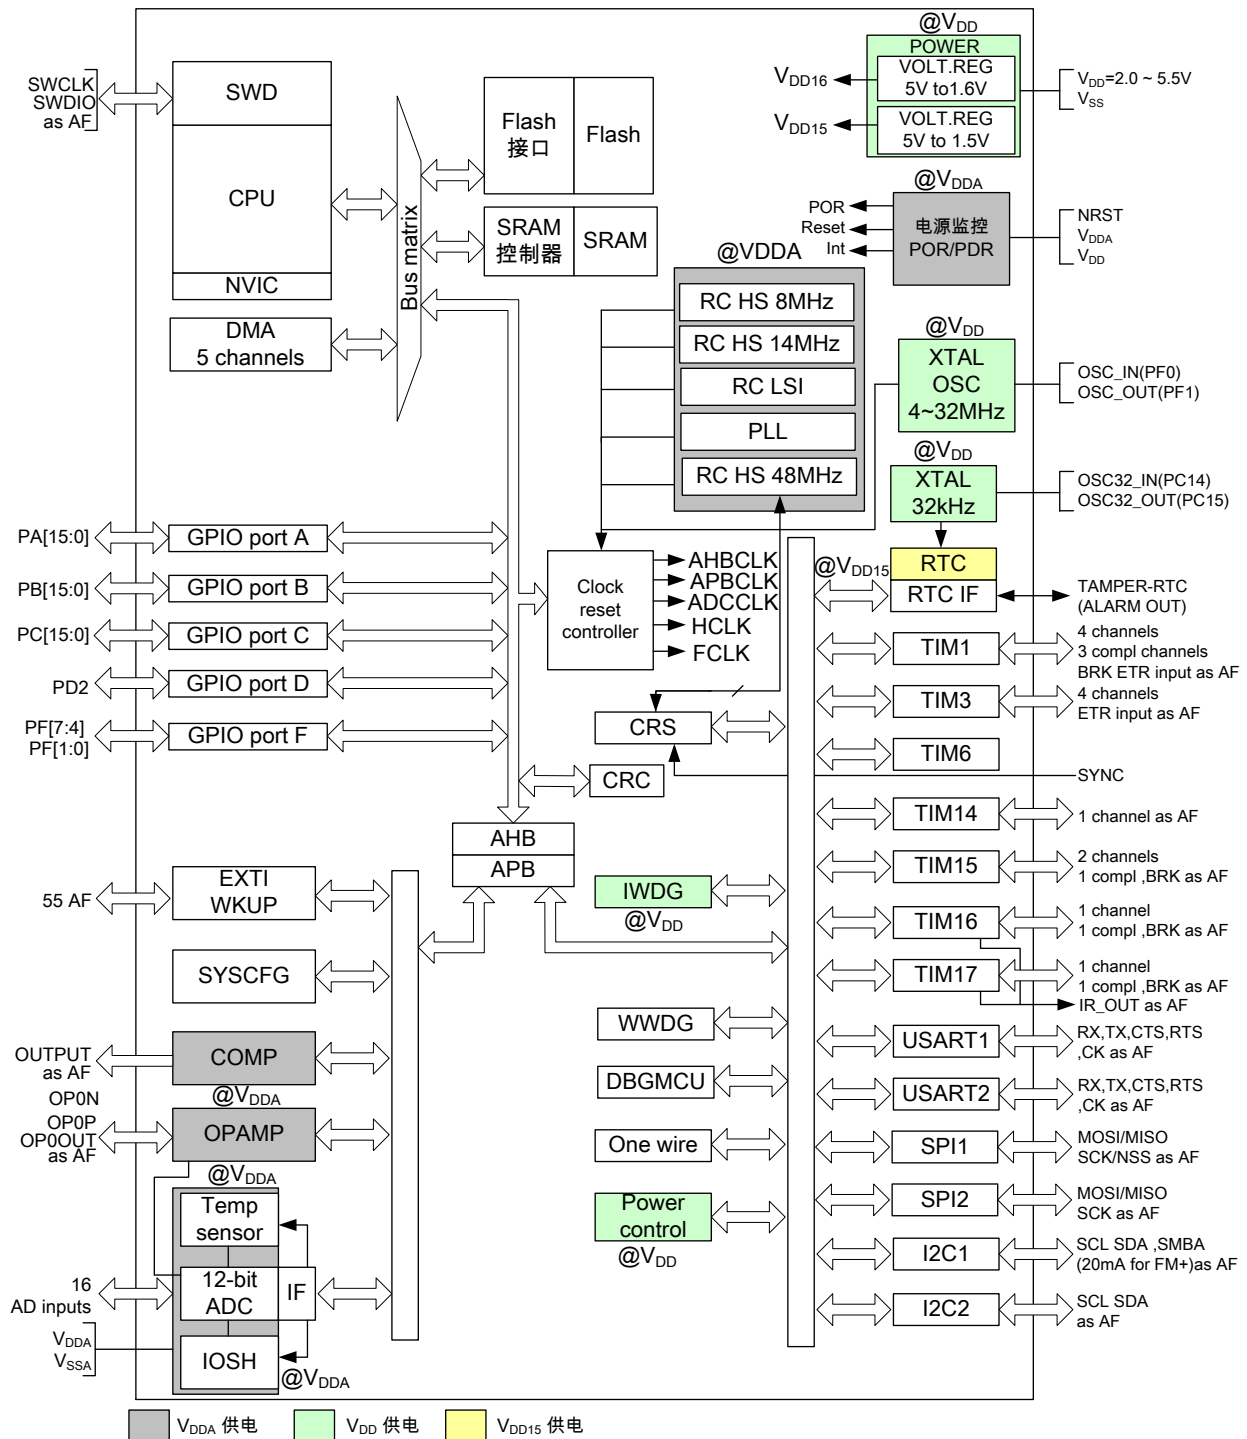 @VDD
POWER
VOLT.REG
5V to1.6V
VOLT.REG
5V to 1.5V
VDD16
VDD15
VDD=2.0 ~ 5.5V
VSS
SWCLK
SWDIO
as AF
SWD
CPU
NVIC
DMA
5 channels
Bus matrix
Flash
接口
Flash
SRAM
控制器
SRAM
@VDDA
电源监控
POR/PDR
POR
Reset
Int
NRST
VDDA
VDD
@VDDA
RC HS 8MHz
RC HS 14MHz
RC LSI
PLL
RC HS 48MHz
@VDD
XTAL
OSC
4~32MHz
OSC_IN(PF0)
OSC_OUT(PF1)
@VDD
XTAL
32kHz
OSC32_IN(PC14)
OSC32_OUT(PC15)
PA[15:0]
GPIO port A
PB[15:0]
GPIO port B
PC[15:0]
GPIO port C
PD2
GPIO port D
PF[7:4]
PF[1:0]
GPIO port F
Clock
reset
controller
AHBCLK
APBCLK
ADCCLK
HCLK
FCLK
@VDD15
RTC
RTC IF
TAMPER-RTC
(ALARM OUT)
TIM1
4 channels
3 compl channels
BRK ETR input as AF
TIM3
4 channels
ETR input as AF
CRS
TIM6
SYNC
CRC
TIM14
1 channel as AF
AHB
APB
TIM15
2 channels
1 compl ,BRK as AF
55 AF
EXTI
WKUP
IWDG
@VDD
TIM16
1 channel
1 compl ,BRK as AF
SYSCFG
TIM17
1 channel
1 compl ,BRK as AF
IR_OUT as AF
WWDG
USART1
RX,TX,CTS,RTS
,CK as AF
OUTPUT
as AF
COMP
@VDDA
DBGMCU
USART2
RX,TX,CTS,RTS
,CK as AF
OP0N
OP0P
OP0OUT
as AF
OPAMP
@VDDA
One wire
SPI1
MOSI/MISO
SCK/NSS as AF
Power
control
@VDD
SPI2
MOSI/MISO
SCK as AF
Temp
sensor
I2C1
SCL SDA ,SMBA
(20mA for FM+)as AF
16
AD inputs
12-bit
ADC
IF
I2C2
SCL SDA
as AF
VDDA
VSSA
IOSH
@VDDA
VDDA 供电
VDD 供电
VDD15 供电